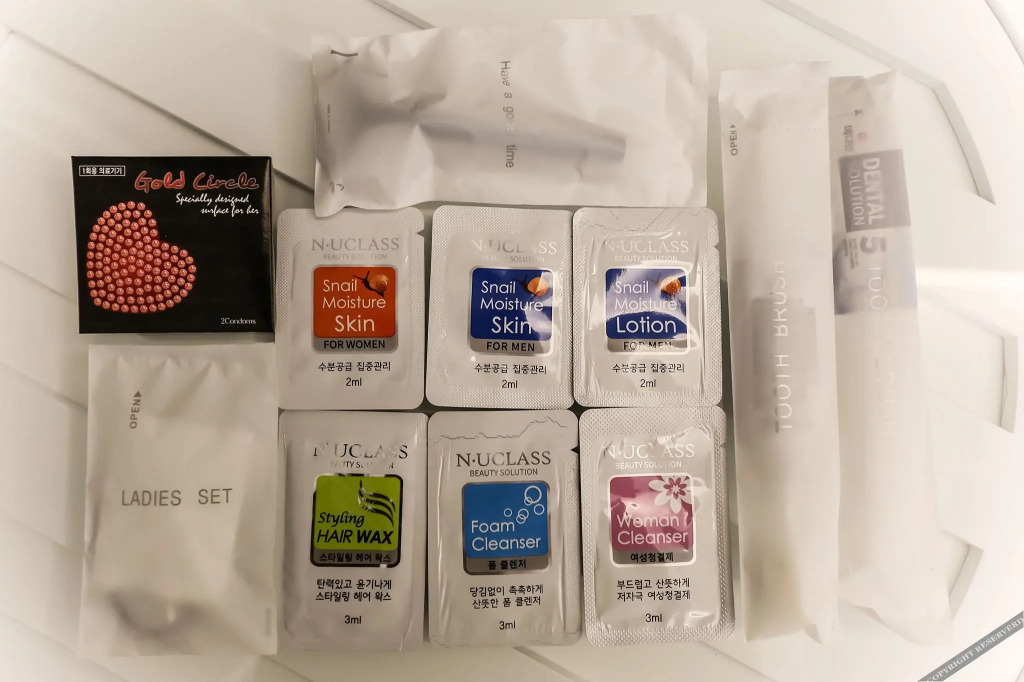 Have a good time
1회용 의료기기
Gold Circle
Specially designed
surface for her
2Condoms
N·UCLASS
BEAUTY SOLUTION
Snail
Moisture
Skin
FOR WOMEN
수분공급 집중관리
2ml
N·UCLASS
BEAUTY SOLUTION
Snail
Moisture
Skin
FOR MEN
수분공급 집중관리
2ml
N·UCLASS
BEAUTY SOLUTION
Snail
Moisture
Lotion
FOR MEN
수분공급 집중관리
2ml
OPEN
TOOTH BRUSH
DENTAL
SOLUTION
5
OPEN
LADIES SET
N·UCLASS
BEAUTY SOLUTION
Styling
HAIR WAX
스타일링 헤어 왁스
탄력있고 윤기나게
스타일링 헤어 왁스
3ml
N·UCLASS
BEAUTY SOLUTION
Foam
Cleanser
폼 클렌저
당김없이 촉촉하게
산뜻한 폼 클렌저
3ml
N·UCLASS
BEAUTY SOLUTION
Woman
Cleanser
여성청결제
부드럽고 산뜻하게
저자극 여성청결제
3ml
COPYRIGHT RESERVERD